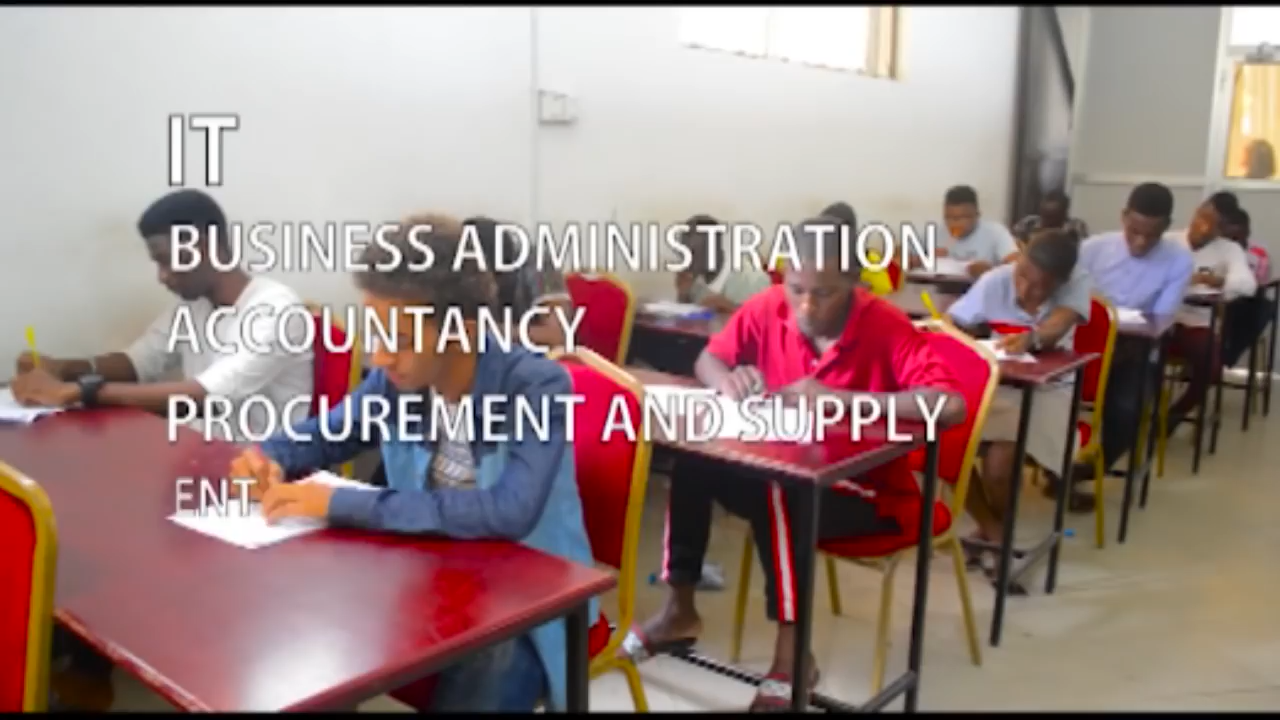 IT
BUSINESS ADMINISTRATION
ACCOUNTANCY
PROCUREMENT AND SUPPLY
ENT